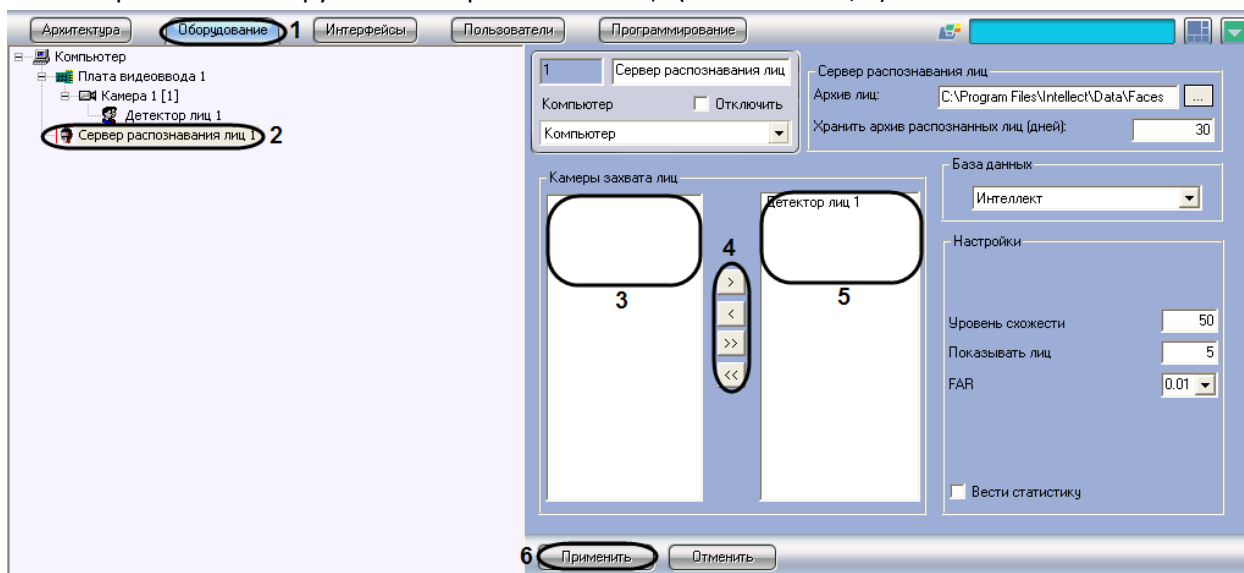 Архитектура Оборудование 1 Интерфейсы Пользователи Программирование
Компьютер
Плата видеоввода 1
Камера 1 [1]
Детектор лиц 1
Сервер распознавания лиц 1 2
1 Сервер распознавания лиц
Компьютер Отключить
Компьютер
Сервер распознавания лиц
Архив лиц: C:\Program Files\Intellect\Data\Faces ...
Хранить архив распознанных лиц (дней): 30
Камеры захвата лиц
Детектор лиц 1
3
4
>
<
>>
<<
5
База данных
Интеллект
Настройки
Уровень схожести 50
Показывать лиц 5
FAR 0.01
Вести статистику
6 Применить Отменить